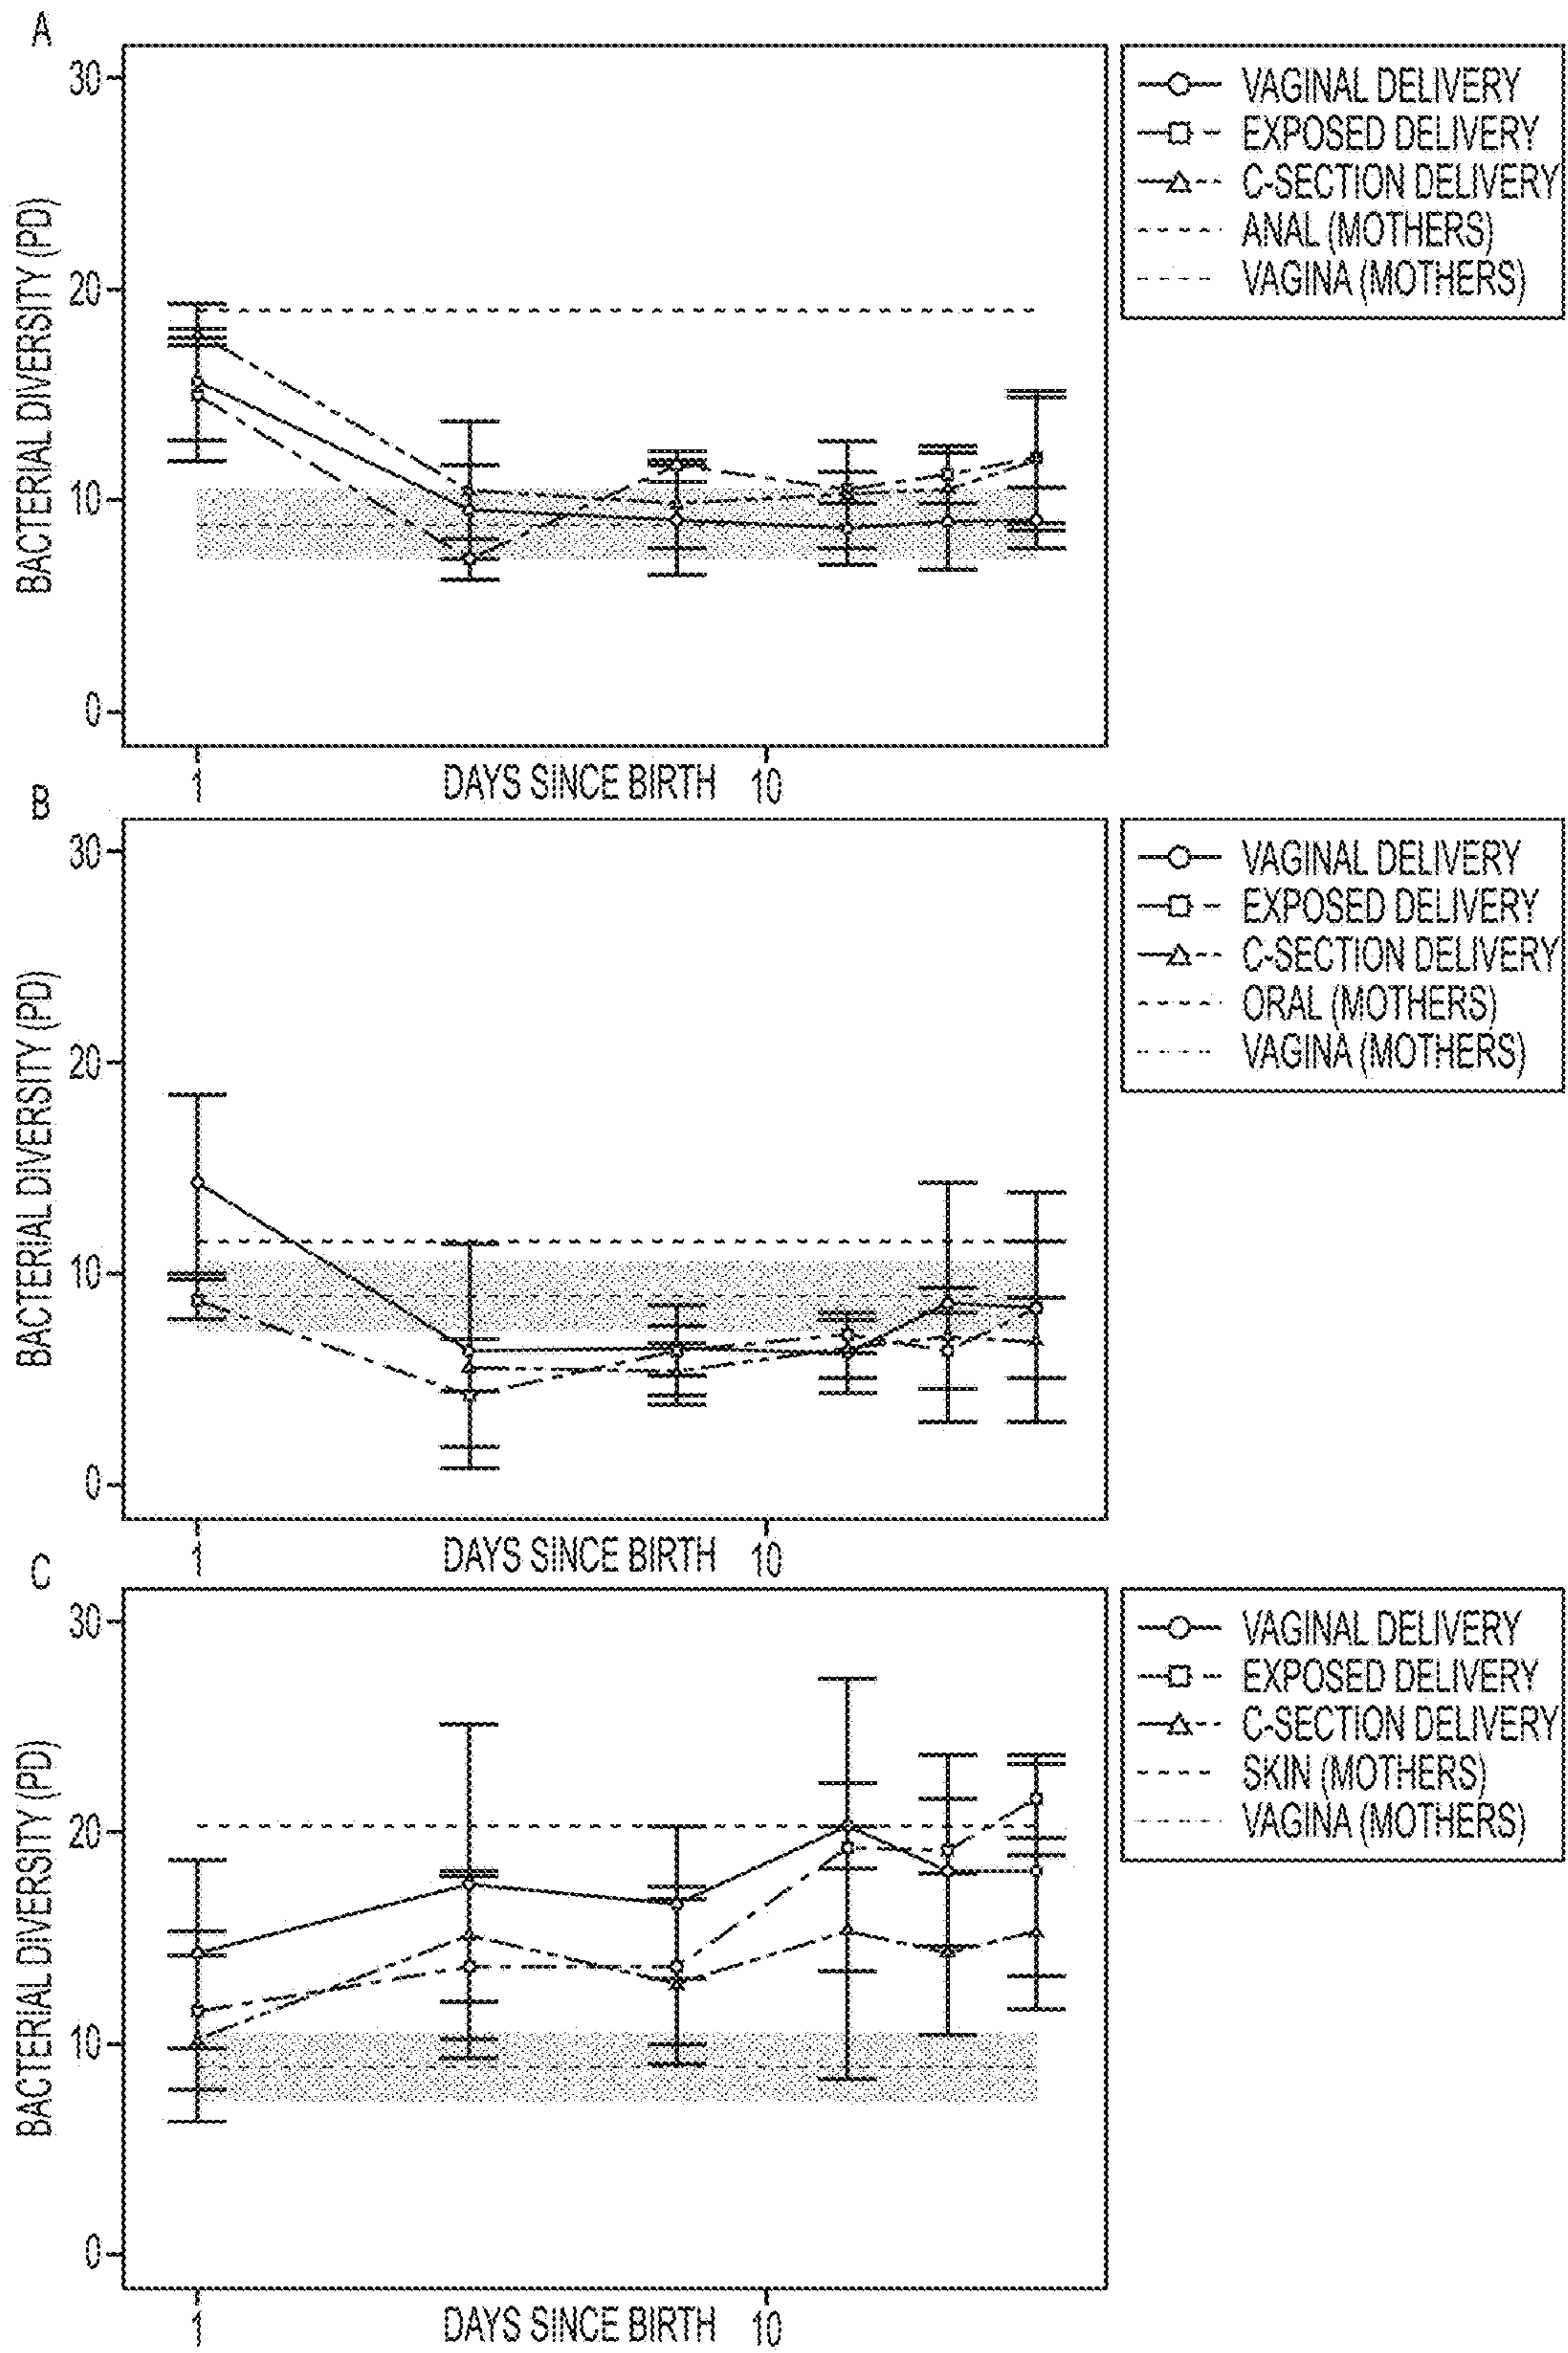 A
30
20
10
0
BACTERIAL DIVERSITY (PD)
1
DAYS SINCE BIRTH
10
VAGINAL DELIVERY
EXPOSED DELIVERY
C-SECTION DELIVERY
ANAL (MOTHERS)
VAGINA (MOTHERS)
B
30
20
10
0
BACTERIAL DIVERSITY (PD)
1
DAYS SINCE BIRTH
10
VAGINAL DELIVERY
EXPOSED DELIVERY
C-SECTION DELIVERY
ORAL (MOTHERS)
VAGINA (MOTHERS)
C
30
20
10
0
BACTERIAL DIVERSITY (PD)
1
DAYS SINCE BIRTH
10
VAGINAL DELIVERY
EXPOSED DELIVERY
C-SECTION DELIVERY
SKIN (MOTHERS)
VAGINA (MOTHERS)